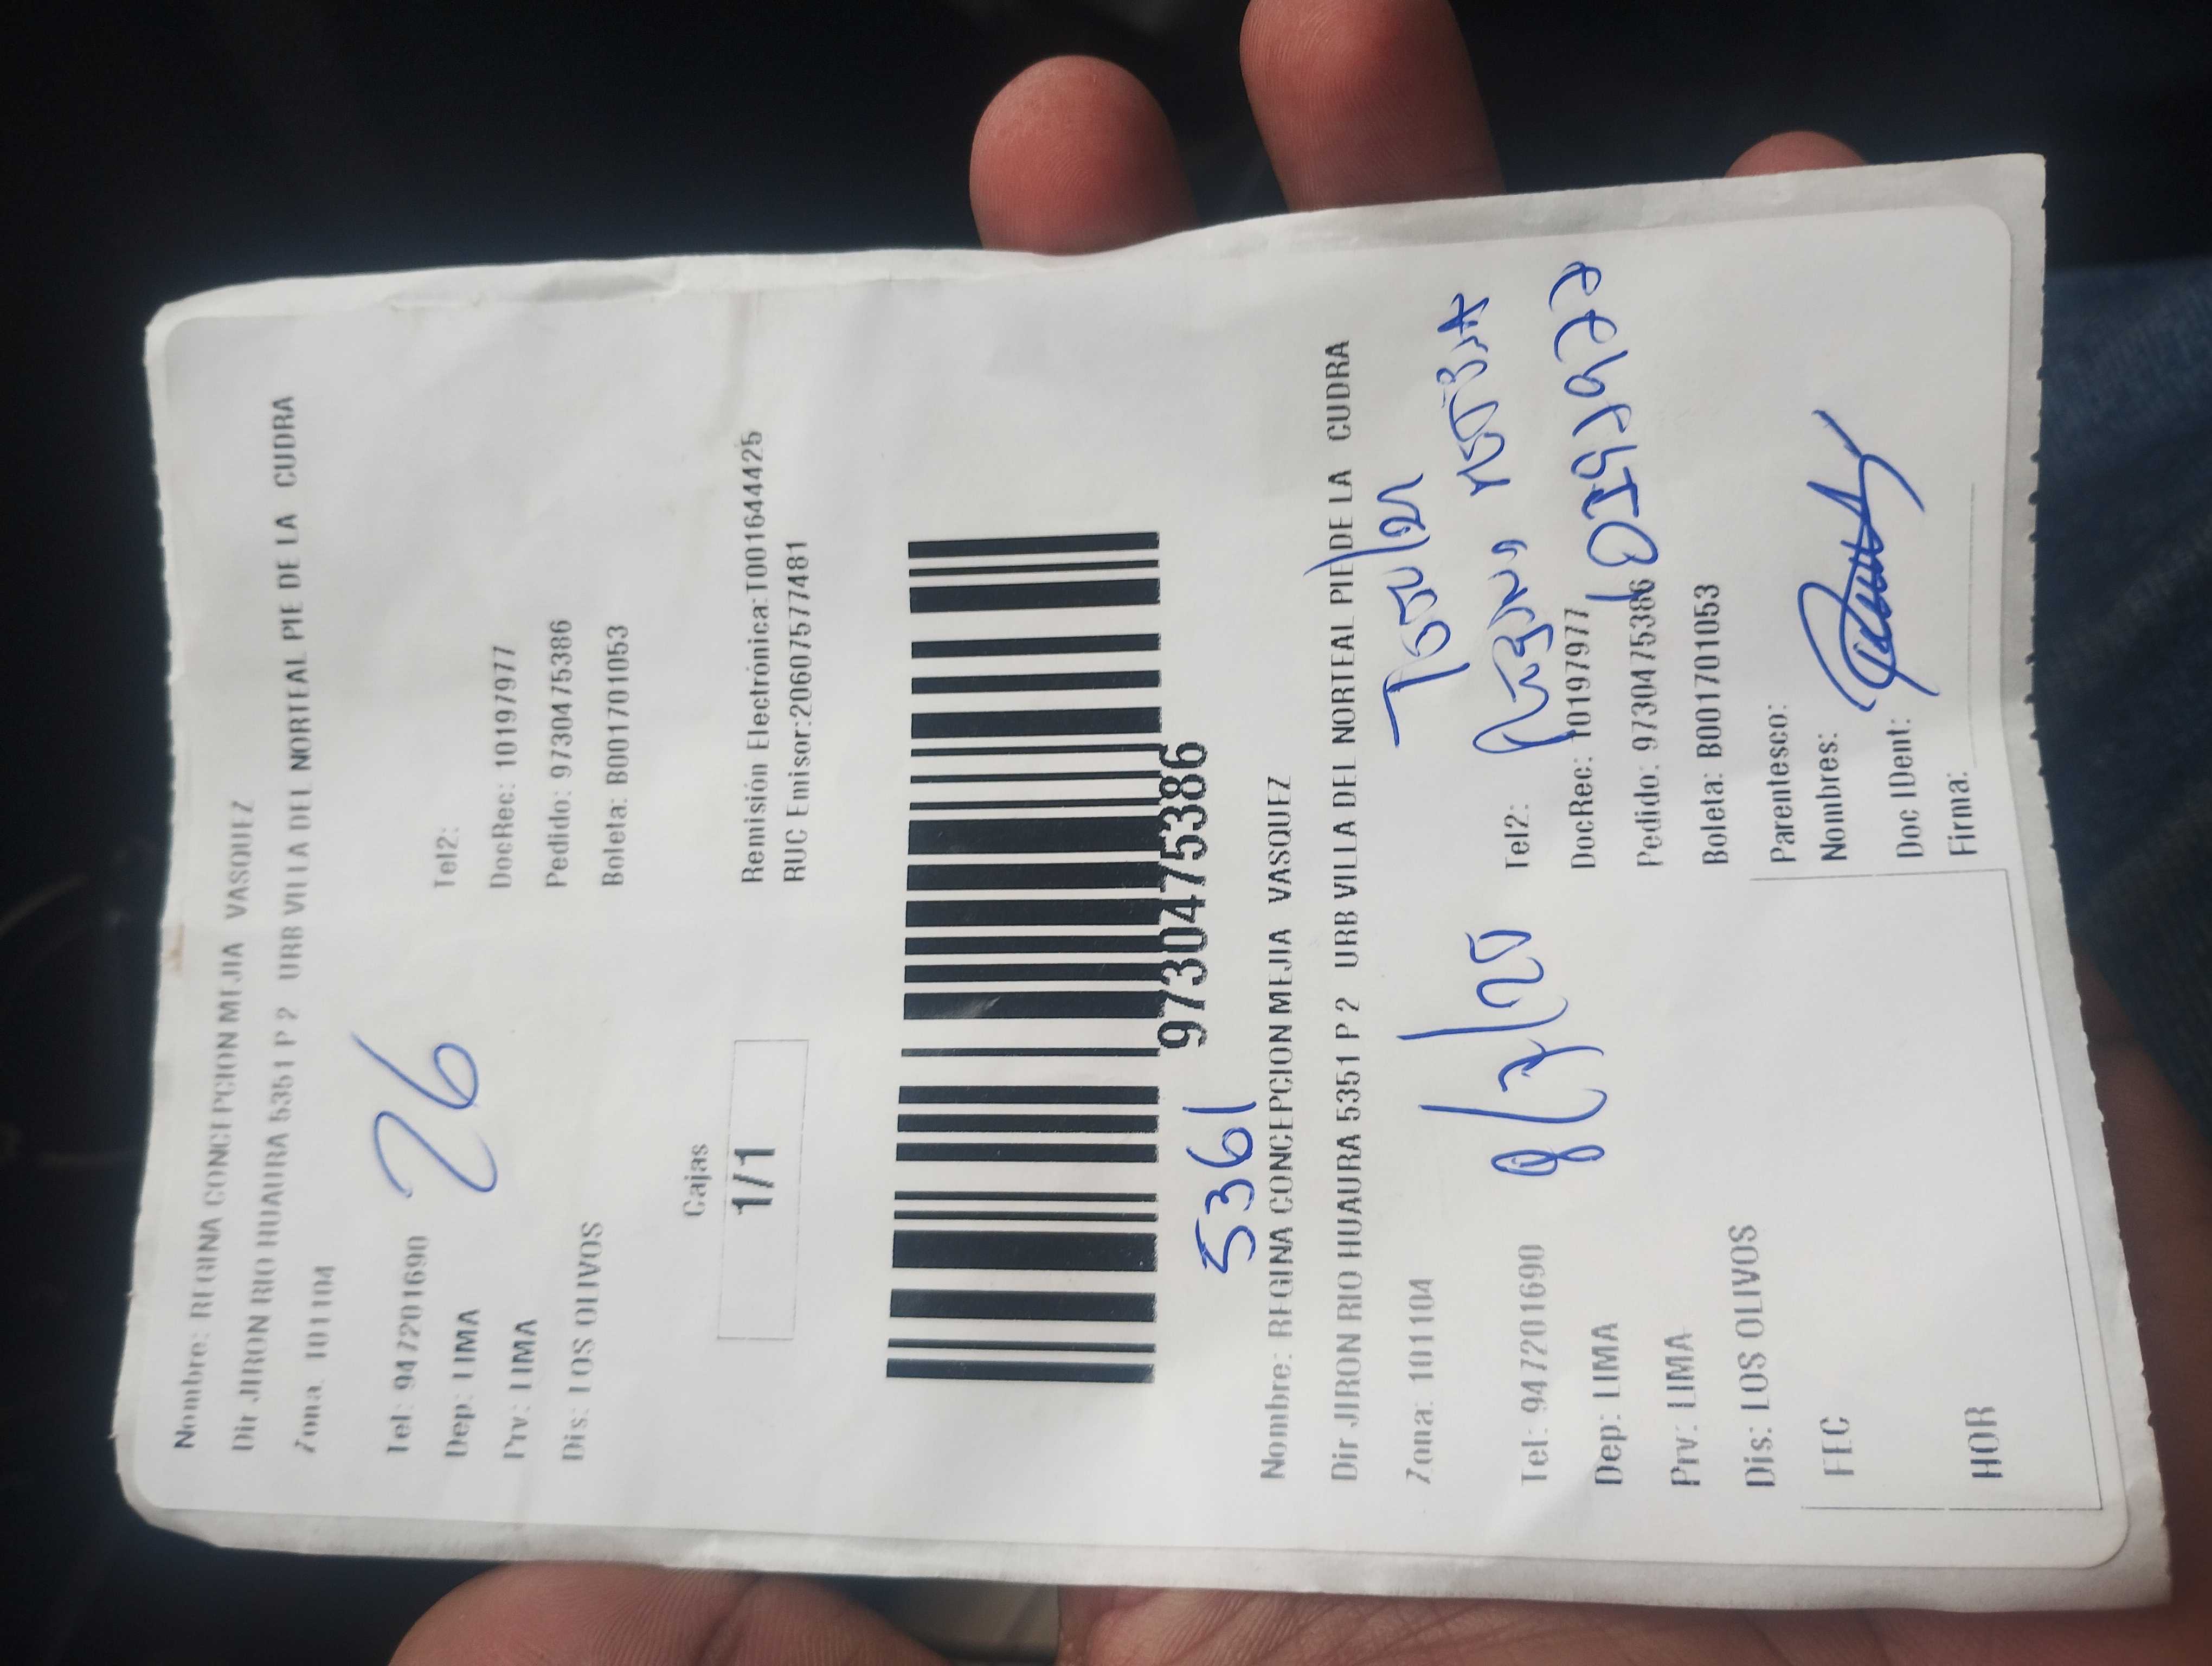 Nombre: REGINA CONCEPCION MEJIA VASQUEZ
Dir JIRON RIO HUAURA 5351 P 2 URB VILLA DEL NORTEAL PIE DE LA CUDRA
Zona. 101104
26
Tel: 947201690 Tel2:
Dep: LIMA DocRec: 10197977
Prv: LIMA Pedido: 9730475386
Dis: LOS OLIVOS Boleta: B001701053
Cajas
1/1
Remisión Electrónica:T001644425
RUC Emisor:20607577481
9730475386
5361
Nombre: REGINA CONCEPCION MEJIA VASQUEZ
Dir JIRON RIO HUAURA 5351 P 2 URB VILLA DEL NORTEAL PIE DE LA CUDRA
Zona: 101104
Titular
Tel: 947201690 Tel2:
Dep: LIMA DocRec: 10197977
10197977
Prv: LIMA Pedido: 9730475386
Dis: LOS OLIVOS Boleta: B001701053
FEC
HOR
Parentesco:
Nombres:
Doc IDent:
Firma: